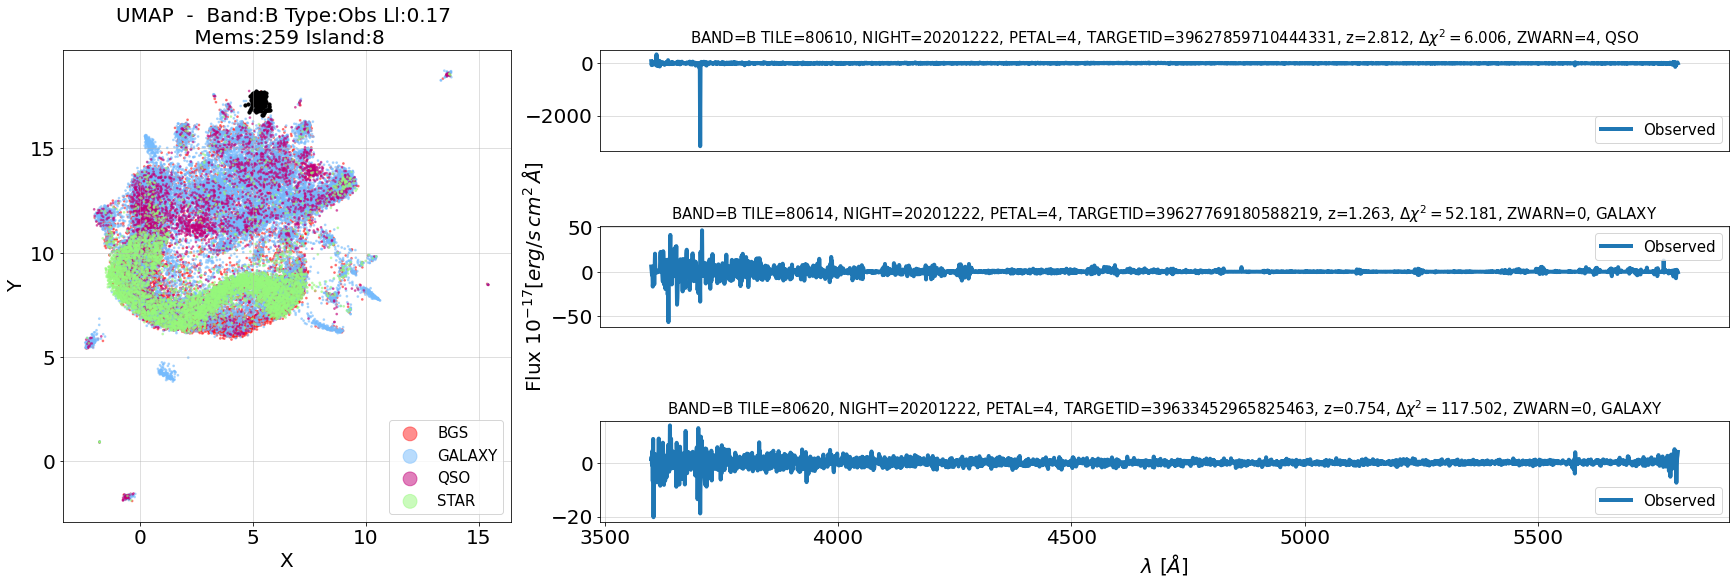 UMAP  -  Band:B Type:Obs Ll:0.17
Mems:259 Island:8
Y
15
10
5
0
0
5
10
15
X
BGS
GALAXY
QSO
STAR
Flux 10⁻¹⁷[erg/s cm² Å]
BAND=B TILE=80610, NIGHT=20201222, PETAL=4, TARGETID=39627859710444331, z=2.812, Δχ² = 6.006, ZWARN=4, QSO
0
−2000
Observed
BAND=B TILE=80614, NIGHT=20201222, PETAL=4, TARGETID=39627769180588219, z=1.263, Δχ² = 52.181, ZWARN=0, GALAXY
50
0
−50
Observed
BAND=B TILE=80620, NIGHT=20201222, PETAL=4, TARGETID=39633452965825463, z=0.754, Δχ² = 117.502, ZWARN=0, GALAXY
0
−20
Observed
3500
4000
4500
5000
5500
λ [Å]